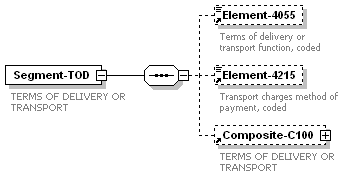 Element-4055
Terms of delivery or
transport function, coded
Segment-TOD
TERMS OF DELIVERY OR
TRANSPORT
Element-4215
Transport charges method of
payment, coded
Composite-C100
TERMS OF DELIVERY OR
TRANSPORT